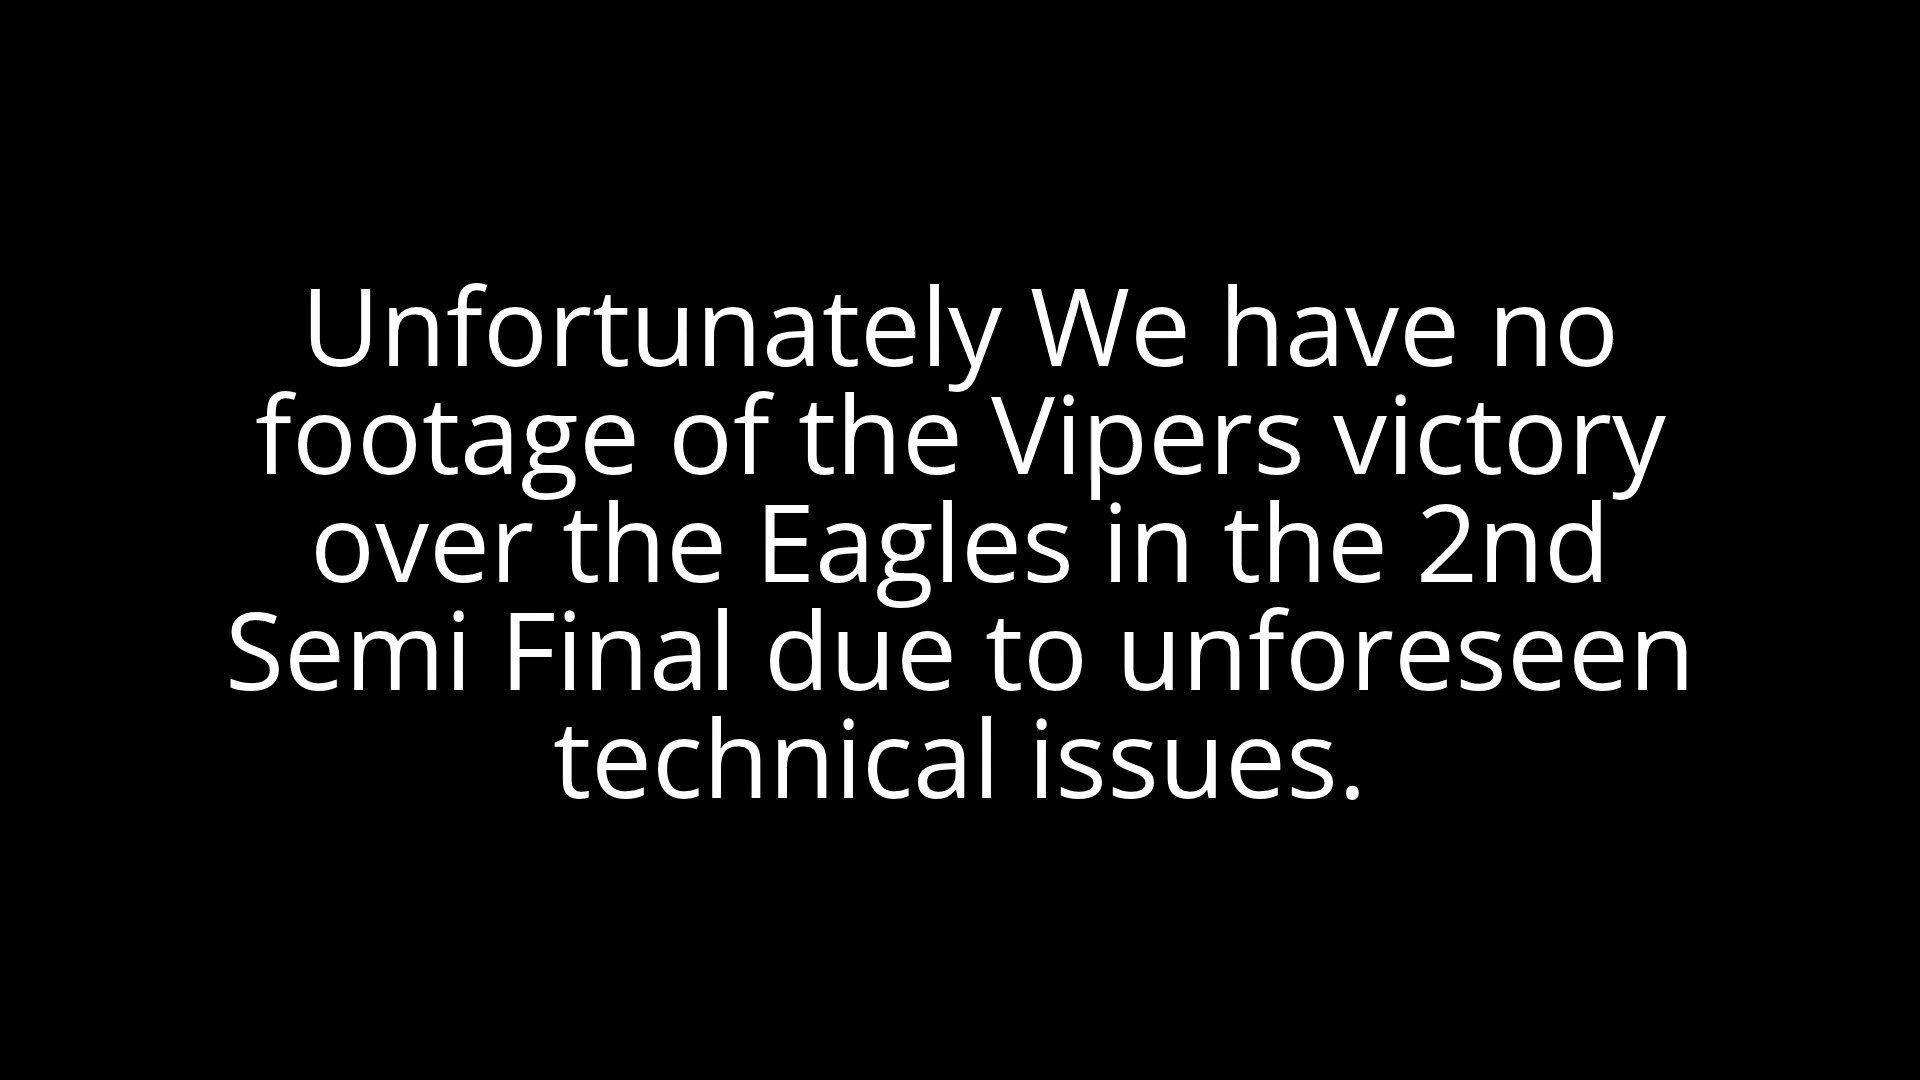 Unfortunately We have no
footage of the Vipers victory
over the Eagles in the 2nd
Semi Final due to unforeseen
technical issues.